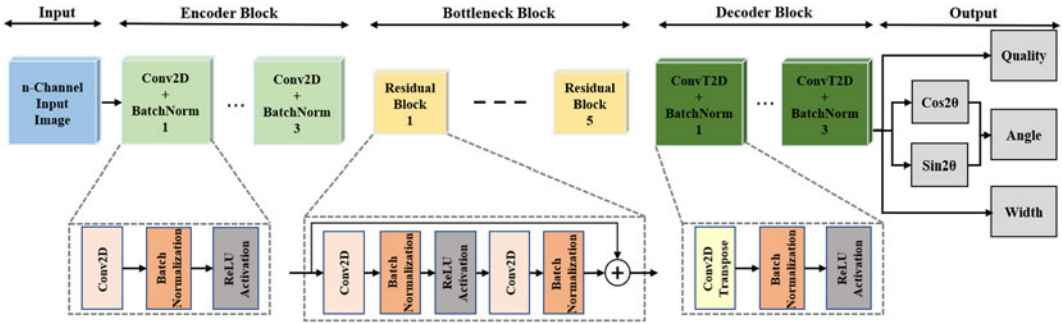 Input
Encoder Block
Bottleneck Block
Decoder Block
Output
n-Channel
Input
Image
Conv2D
+
BatchNorm
1
...
Conv2D
+
BatchNorm
3
Residual
Block
1
Residual
Block
5
ConvT2D
+
BatchNorm
1
...
ConvT2D
+
BatchNorm
3
Quality
Cos2θ
Sin2θ
Angle
Width
Conv2D
Batch
Normalization
ReLU
Activation
Conv2D
Batch
Normalization
ReLU
Activation
Conv2D
Batch
Normalization
+
Conv2D
Transpose
Batch
Normalization
ReLU
Activation